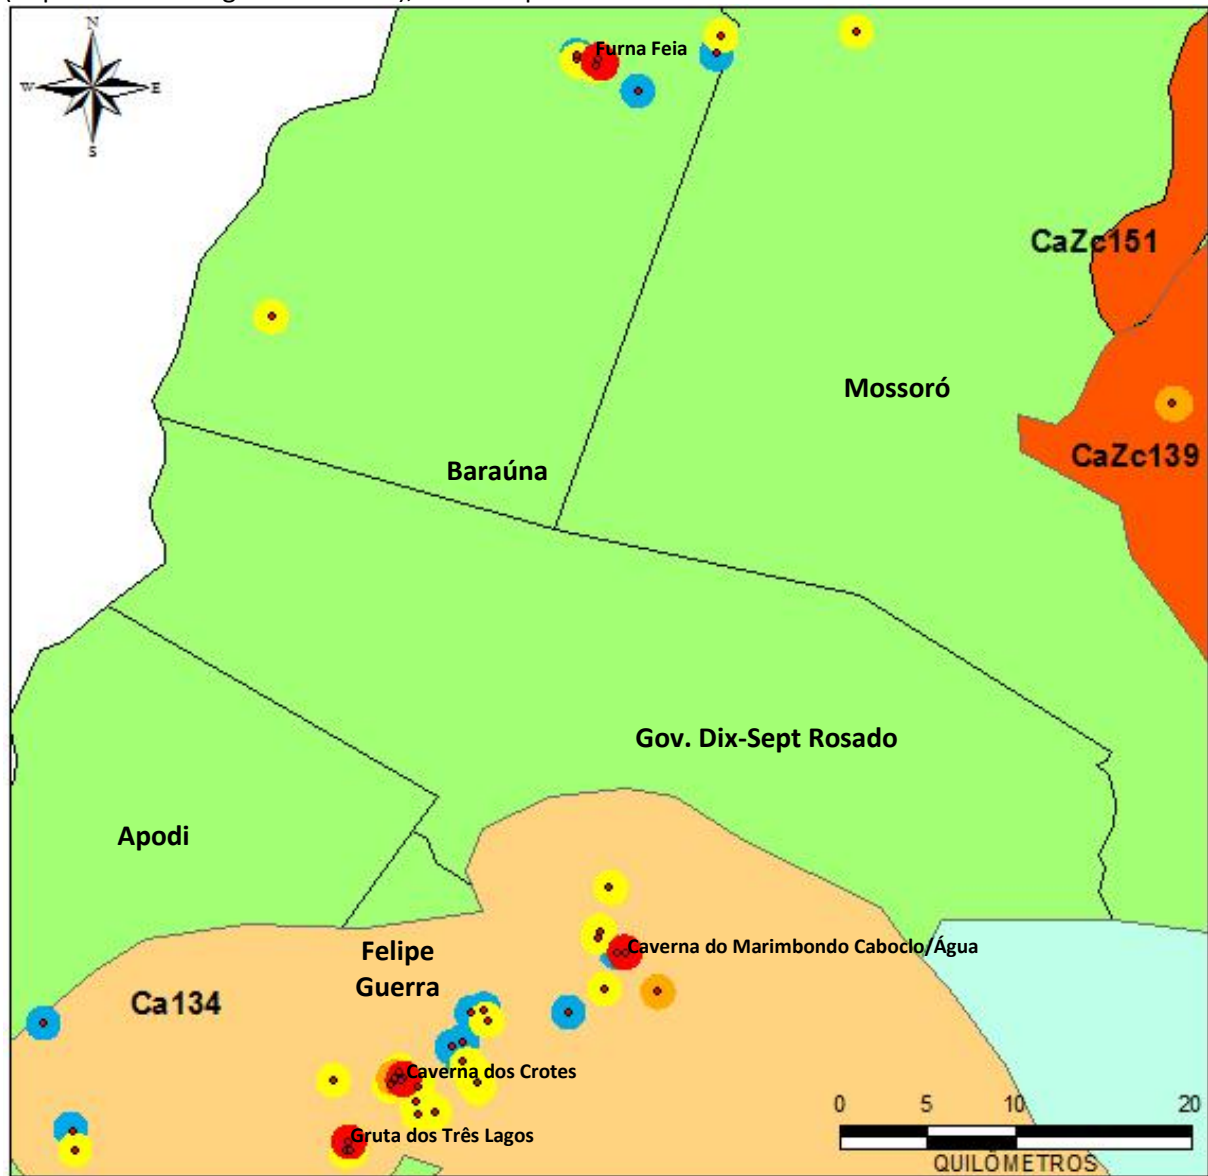 N
W E
S
Furna Feia
CaZc151
Mossoró
CaZc139
Baraúna
Gov. Dix-Sept Rosado
Apodi
Felipe
Guerra
Caverna do Marimbondo Caboclo/Água
Ca134
Caverna dos Crotes
Gruta dos Três Lagos
0 5 10 20
QUILÔMETROS